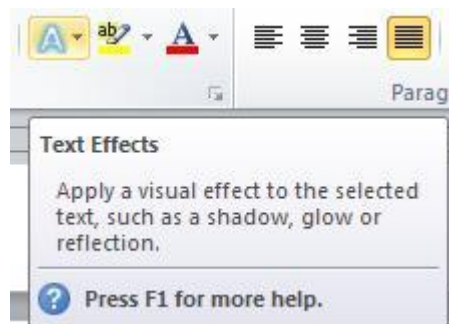 A ab A
Parag
Text Effects
Apply a visual effect to the selected
text, such as a shadow, glow or
reflection.
? Press F1 for more help.